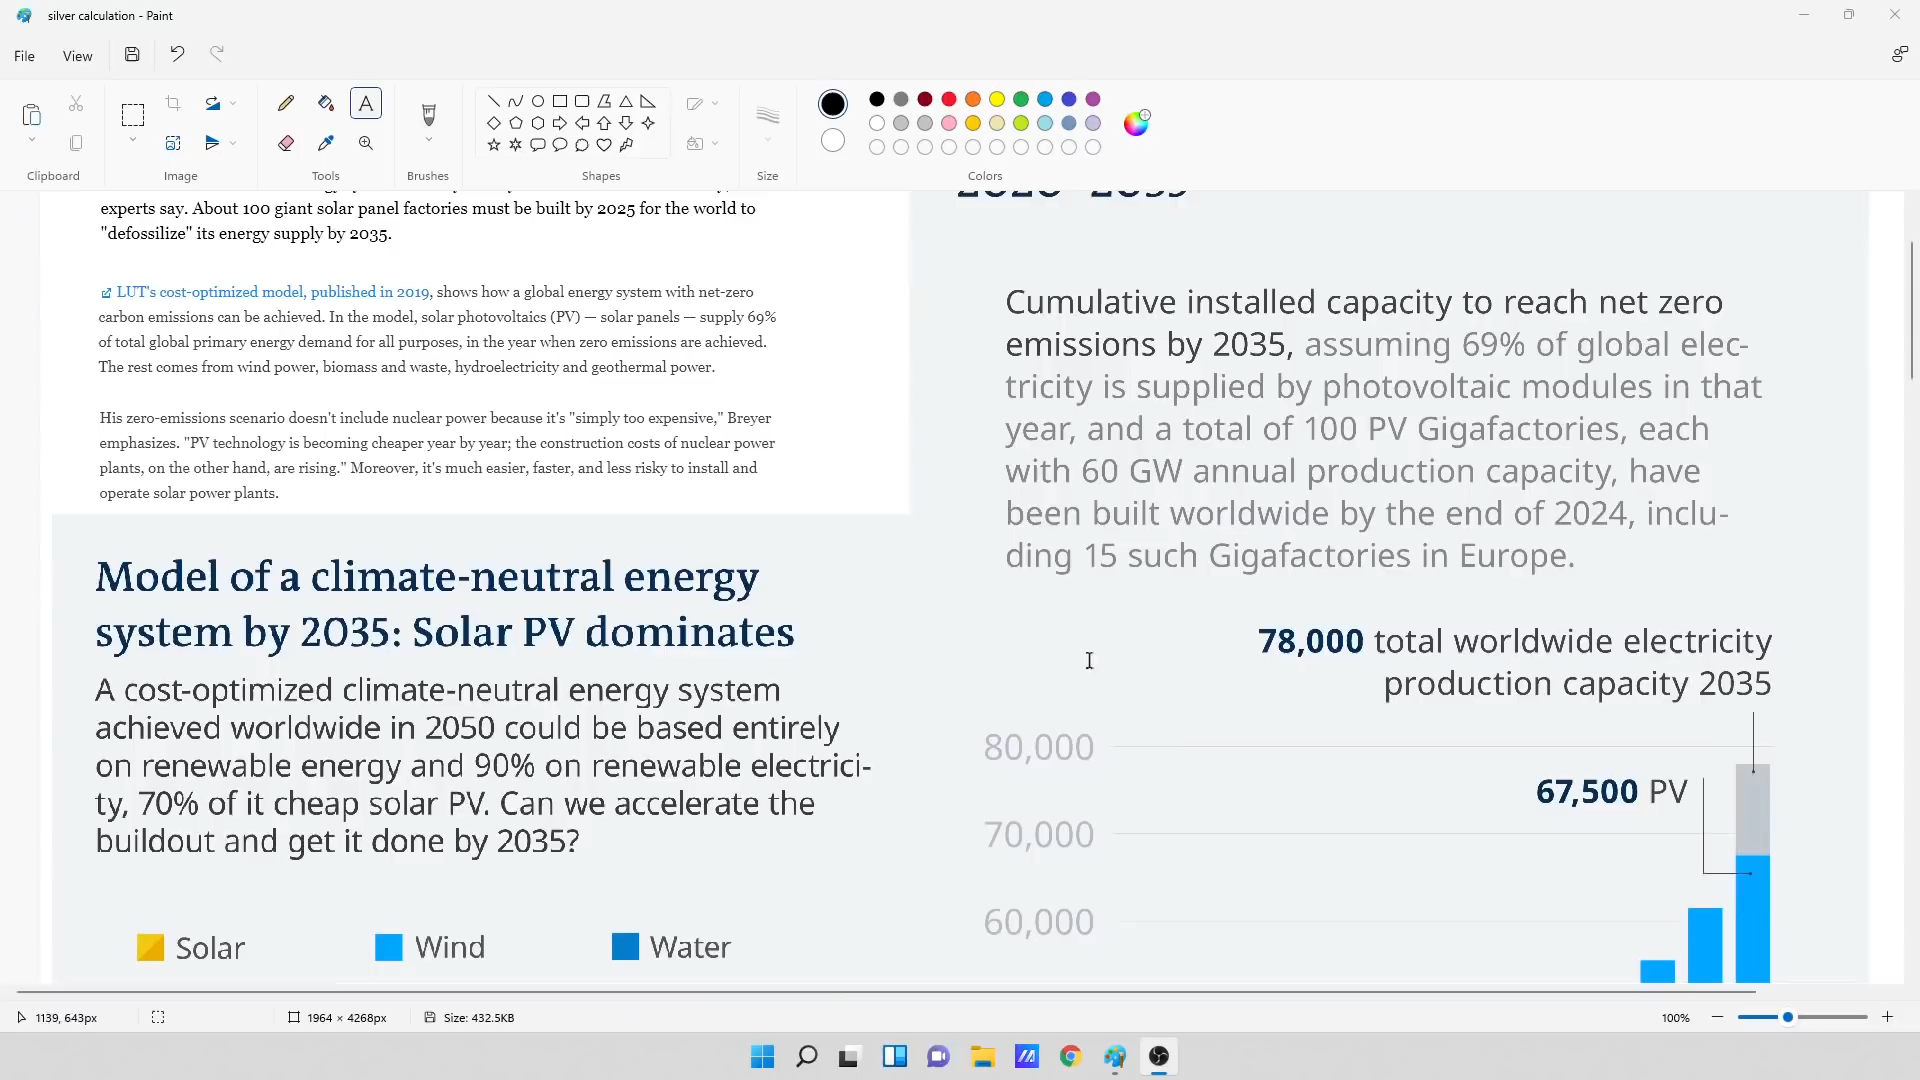 silver calculation - Paint
File
View
Clipboard
Image
Tools
Brushes
Shapes
Size
Colors
experts say. About 100 giant solar panel factories must be built by 2025 for the world to
"defossilize" its energy supply by 2035.
LUT's cost-optimized model, published in 2019, shows how a global energy system with net-zero
carbon emissions can be achieved. In the model, solar photovoltaics (PV) — solar panels — supply 69%
of total global primary energy demand for all purposes, in the year when zero emissions are achieved.
The rest comes from wind power, biomass and waste, hydroelectricity and geothermal power.
His zero-emissions scenario doesn't include nuclear power because it's "simply too expensive," Breyer
emphasizes. "PV technology is becoming cheaper year by year; the construction costs of nuclear power
plants, on the other hand, are rising." Moreover, it's much easier, faster, and less risky to install and
operate solar power plants.
Model of a climate-neutral energy
system by 2035: Solar PV dominates
A cost-optimized climate-neutral energy system
achieved worldwide in 2050 could be based entirely
on renewable energy and 90% on renewable electrici-
ty, 70% of it cheap solar PV. Can we accelerate the
buildout and get it done by 2035?
Solar
Wind
Water
Cumulative installed capacity to reach net zero
emissions by 2035, assuming 69% of global elec-
tricity is supplied by photovoltaic modules in that
year, and a total of 100 PV Gigafactories, each
with 60 GW annual production capacity, have
been built worldwide by the end of 2024, inclu-
ding 15 such Gigafactories in Europe.
78,000 total worldwide electricity
production capacity 2035
80,000
67,500 PV
70,000
60,000
1139, 643px
1964 × 4268px
Size: 432.5KB
100%